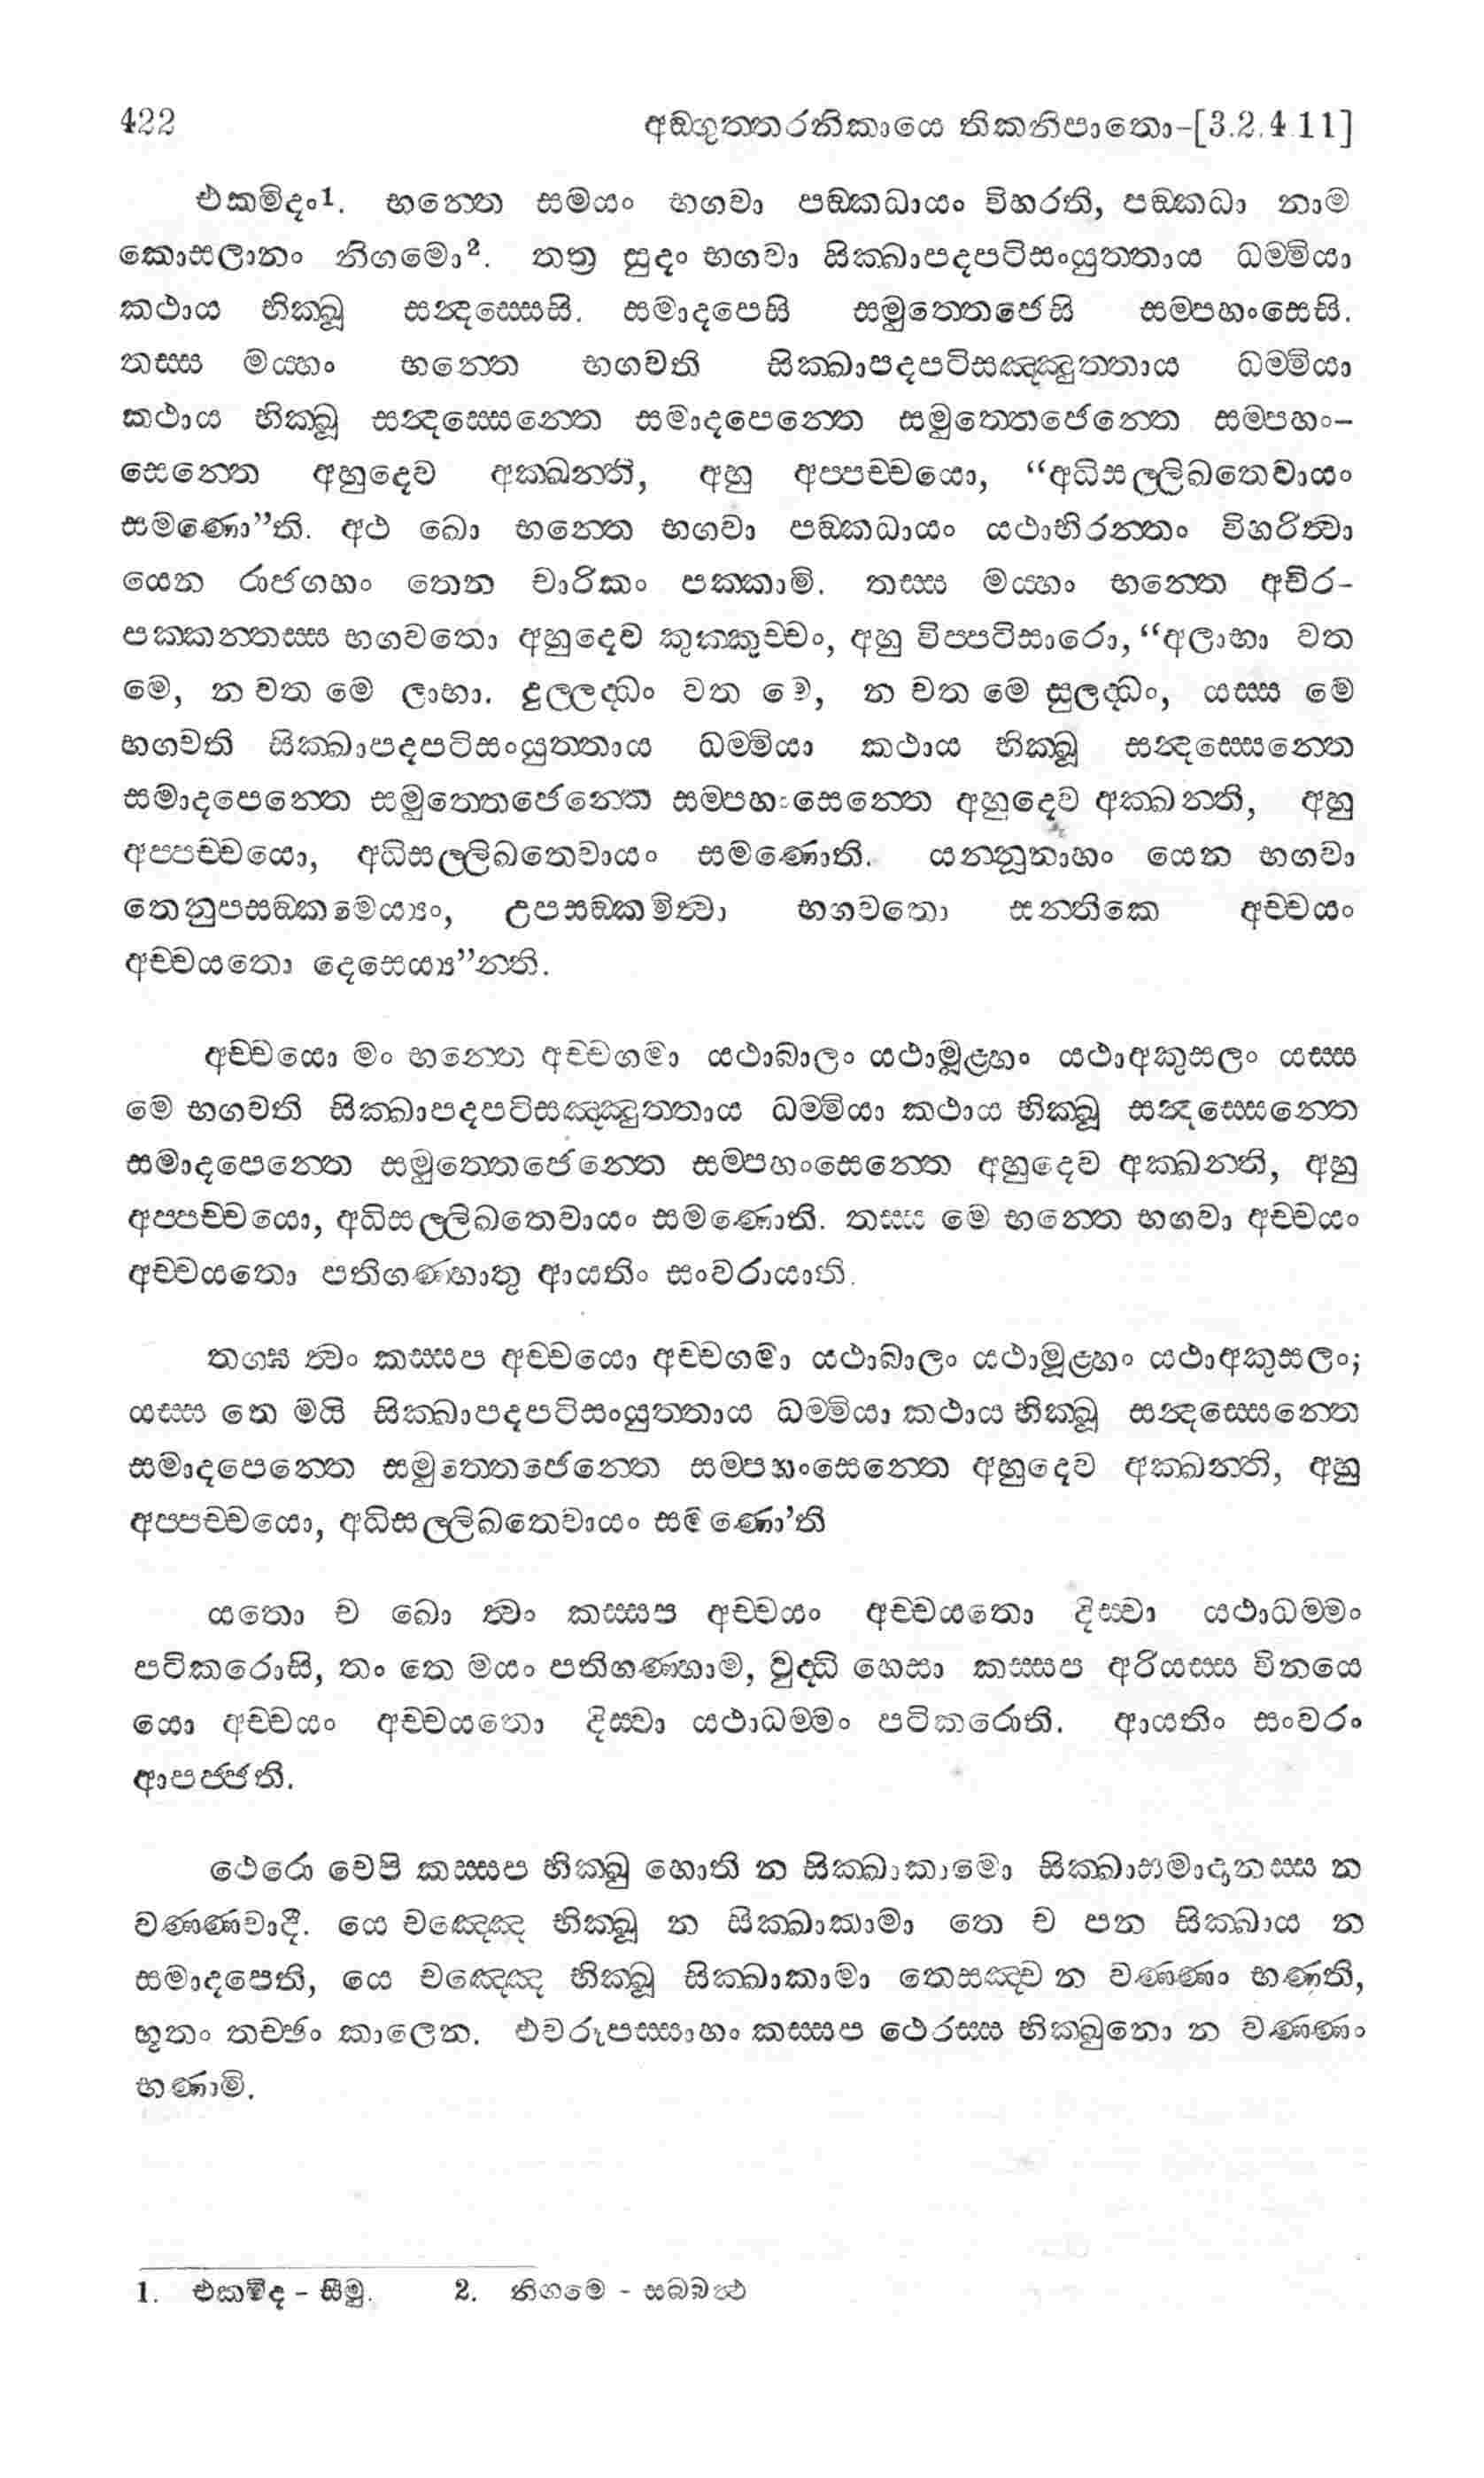 422 අඞ්ගුත්තරනිකායෙ තිකනිපාතො-[3.2.4.11]
එකමිදං¹. භන්තෙ සමයං භගවා පඞ්කධායං විහරති, පඞ්කධා නාම
කොසලානං නිගමො². තත්‍ර සුදං භගවා සික්ඛාපදපටිසංයුත්තාය ධම්මියා
කථාය භික්ඛූ සන්දස්සෙසි. සමාදපෙසි සමුත්තෙජෙසි සම්පහංසෙසි.
තස්ස මය්හං භන්තෙ භගවති සික්ඛාපදපටිසඤ්ඤුත්තාය ධම්මියා
කථාය භික්ඛූ සන්දස්සෙන්තෙ සමාදපෙන්තෙ සමුත්තෙජෙන්තෙ සම්පහං-
සෙන්තෙ අහුදෙව අක්ඛන්ති, අහු අප්පච්චයො, “අධිසල්ලිඛතෙවායං
සමණො”ති. අථ ඛො භන්තෙ භගවා පඞ්කධායං යථාභිරන්තං විහරිත්‍වා
යෙන රාජගහං තෙන චාරිකං පක්කාමි. තස්ස මය්හං භන්තෙ අචිර-
පක්කන්තස්ස භගවතො අහුදෙව කුක්කුච්චං, අහු විප්පටිසාරො, “අලාභා වත
මෙ, න වත මෙ ලාභා. දුල්ලද්ධං වත මෙ, න වත මෙ සුලද්ධං, යස්ස මෙ
භගවති සික්ඛාපදපටිසංයුත්තාය ධම්මියා කථාය භික්ඛූ සන්දස්සෙන්තෙ
සමාදපෙන්තෙ සමුත්තෙජෙන්තෙ සම්පහංසෙන්තෙ අහුදෙව අක්ඛන්ති, අහු
අප්පච්චයො, අධිසල්ලිඛතෙවායං සමණොති. යන්නූනාහං යෙන භගවා
තෙනුපසඞ්කමෙය්‍යං, උපසඞ්කමිත්‍වා භගවතො සන්තිකෙ අච්චයං
අච්චයතො දෙසෙය්‍ය”න්ති.
අච්චයො මං භන්තෙ අච්චගමා යථාබාලං යථාමූළ්හං යථාඅකුසලං යස්ස
මෙ භගවති සික්ඛාපදපටිසඤ්ඤුත්තාය ධම්මියා කථාය භික්ඛූ සන්දස්සෙන්තෙ
සමාදපෙන්තෙ සමුත්තෙජෙන්තෙ සම්පහංසෙන්තෙ අහුදෙව අක්ඛන්ති, අහු
අප්පච්චයො, අධිසල්ලිඛතෙවායං සමණොති. තස්ස මෙ භන්තෙ භගවා අච්චයං
අච්චයතො පතිගණ්හාතු ආයතිං සංවරායාති.
තග්ඝ ත්‍වං කස්සප අච්චයො අච්චගමා යථාබාලං යථාමූළ්හං යථාඅකුසලං;
යස්ස තෙ මයි සික්ඛාපදපටිසංයුත්තාය ධම්මියා කථාය භික්ඛූ සන්දස්සෙන්තෙ
සමාදපෙන්තෙ සමුත්තෙජෙන්තෙ සම්පහංසෙන්තෙ අහුදෙව අක්ඛන්ති, අහු
අප්පච්චයො, අධිසල්ලිඛතෙවායං සමණො’ති
යතො ච ඛො ත්‍වං කස්සප අච්චයං අච්චයතො දිස්වා යථාධම්මං
පටිකරොසි, තං තෙ මයං පතිගණ්හාම, වුද්ධි හෙසා කස්සප අරියස්ස විනයෙ
යො අච්චයං අච්චයතො දිස්වා යථාධම්මං පටිකරොති. ආයතිං සංවරං
ආපජ්ජති.
ථෙරො චෙපි කස්සප භික්ඛු හොති න සික්ඛාකාමො සික්ඛාසමාදානස්ස න
වණ්ණවාදී. යෙ චඤ්ඤෙ භික්ඛූ න සික්ඛාකාමා තෙ ච පන සික්ඛාය න
සමාදපෙති, යෙ චඤ්ඤෙ භික්ඛූ සික්ඛාකාමා තෙසඤ්ච න වණ්ණං භණති,
භූතං තච්ඡං කාලෙන. එවරූපස්සාහං කස්සප ථෙරස්ස භික්ඛුනො න වණ්ණං
භණාමි.
1. එකමිද - සීමු. 2. නිගමෙ - සබ්බත්‍ථ